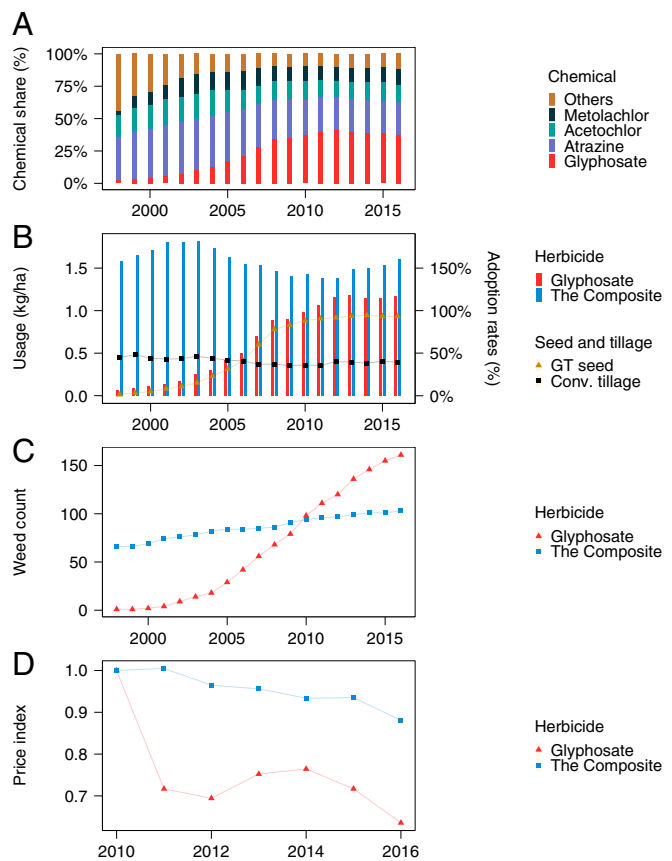 A
Chemical share (%)
100%
75%
50%
25%
0%
2000 2005 2010 2015
Chemical
Others
Metolachlor
Acetochlor
Atrazine
Glyphosate
B
Usage (kg/ha)
1.5
1.0
0.5
0.0
150%
100%
50%
0%
Adoption rates (%)
2000 2005 2010 2015
Herbicide
Glyphosate
The Composite
Seed and tillage
GT seed
Conv. tillage
C
Weed count
150
100
50
0
2000 2005 2010 2015
Herbicide
Glyphosate
The Composite
D
Price index
1.0
0.9
0.8
0.7
2010 2012 2014 2016
Herbicide
Glyphosate
The Composite